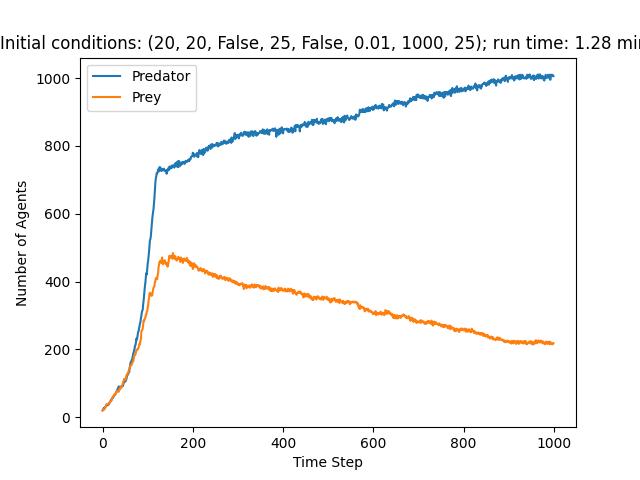 Initial conditions: (20, 20, False, 25, False, 0.01, 1000, 25); run time: 1.28
Predator
Prey
1000
800
600
400
200
0
Number of Agents
0 200 400 600 800 1000
Time Step